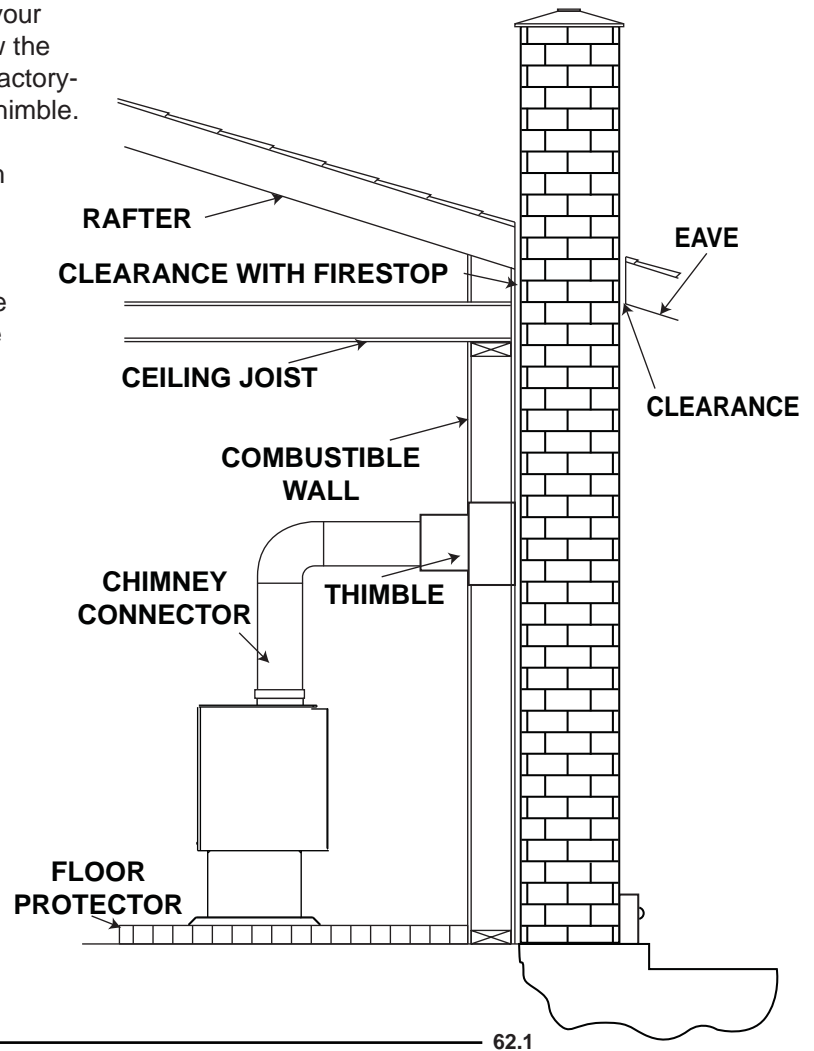 your
the
actory-
himble.
n
e
RAFTER
EAVE
CLEARANCE WITH FIRESTOP
CEILING JOIST
CLEARANCE
COMBUSTIBLE
WALL
CHIMNEY
CONNECTOR
THIMBLE
FLOOR
PROTECTOR
62.1